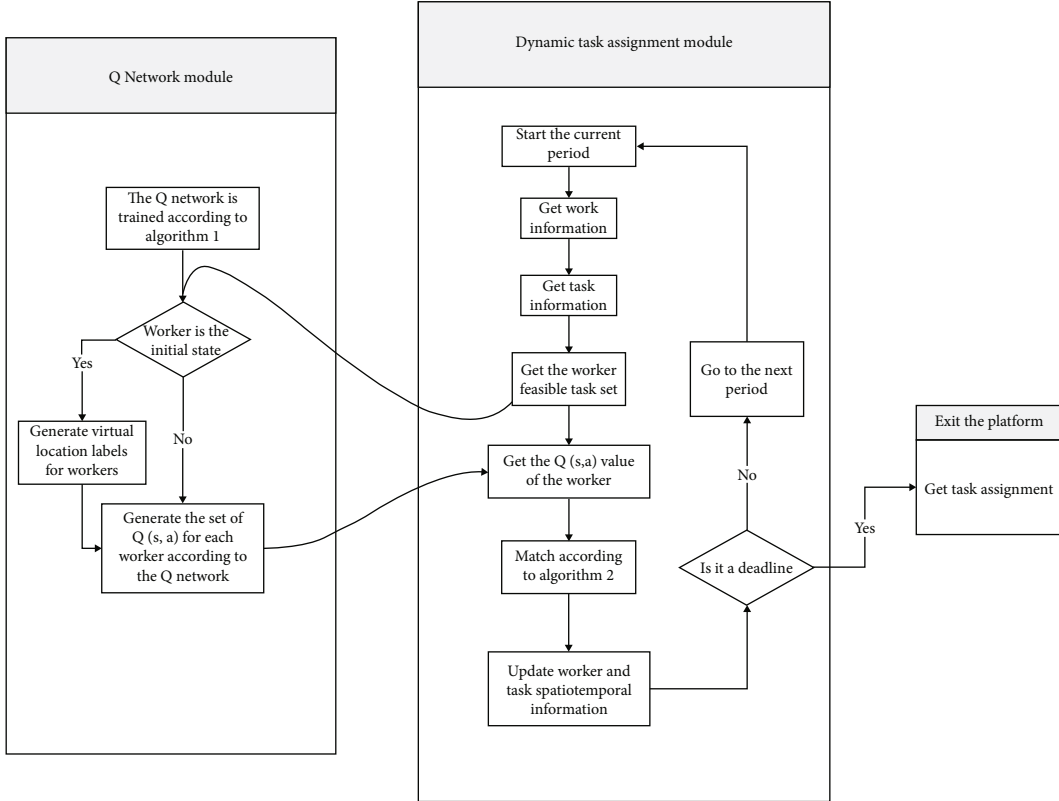 Q Network module
The Q network is
trained according to
algorithm 1
Worker is the
initial state
Yes
No
Generate virtual
location labels
for workers
Generate the set of
Q (s, a) for each
worker according to
the Q network
Dynamic task assignment module
Start the current
period
Get work
information
Get task
information
Get the worker
feasible task set
Get the Q (s,a) value
of the worker
Match according
to algorithm 2
Update worker and
task spatiotemporal
information
Go to the next
period
No
Is it a deadline
Yes
Exit the platform
Get task assignment